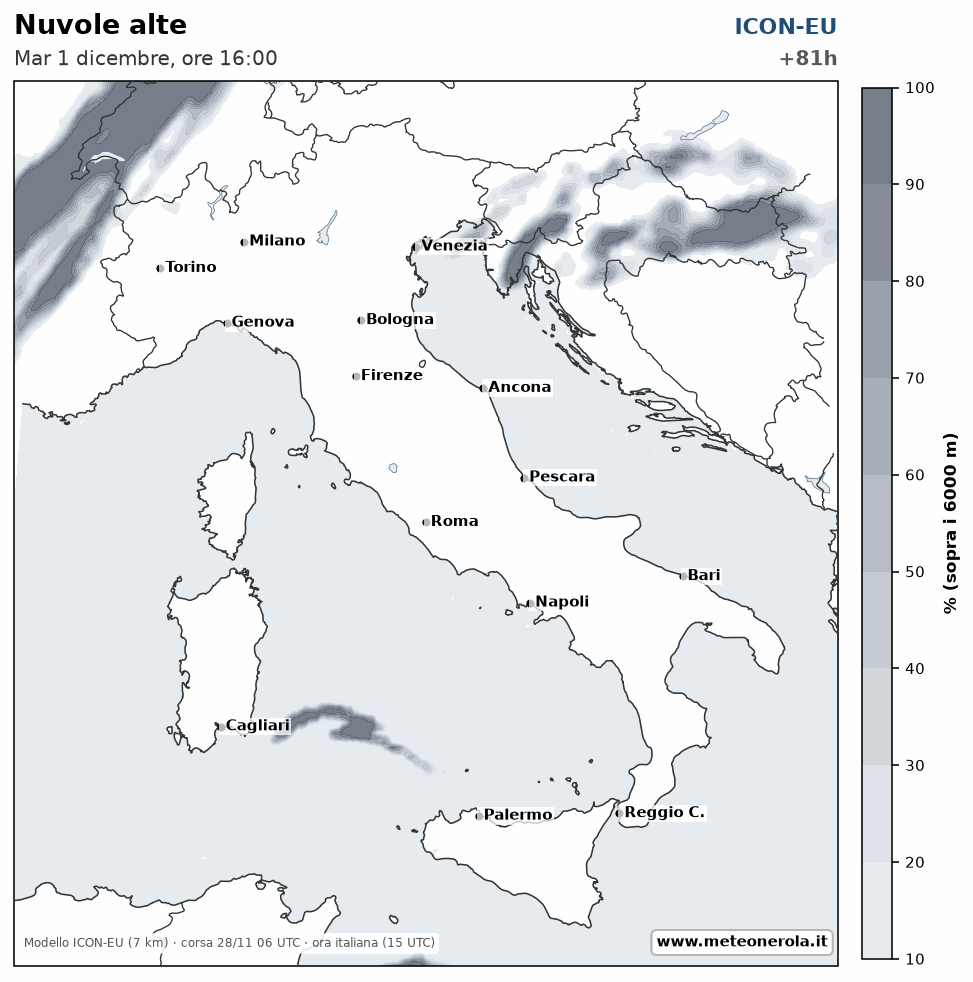 Nuvole alte
ICON-EU
Mar 1 dicembre, ore 16:00
+81h
100
90
80
70
60
50
40
30
20
10
% (sopra i 6000 m)
Milano
Venezia
Torino
Genova
Bologna
Firenze
Ancona
Pescara
Roma
Bari
Napoli
Cagliari
Palermo
Reggio C.
Modello ICON-EU (7 km) · corsa 28/11 06 UTC · ora italiana (15 UTC)
www.meteonerola.it